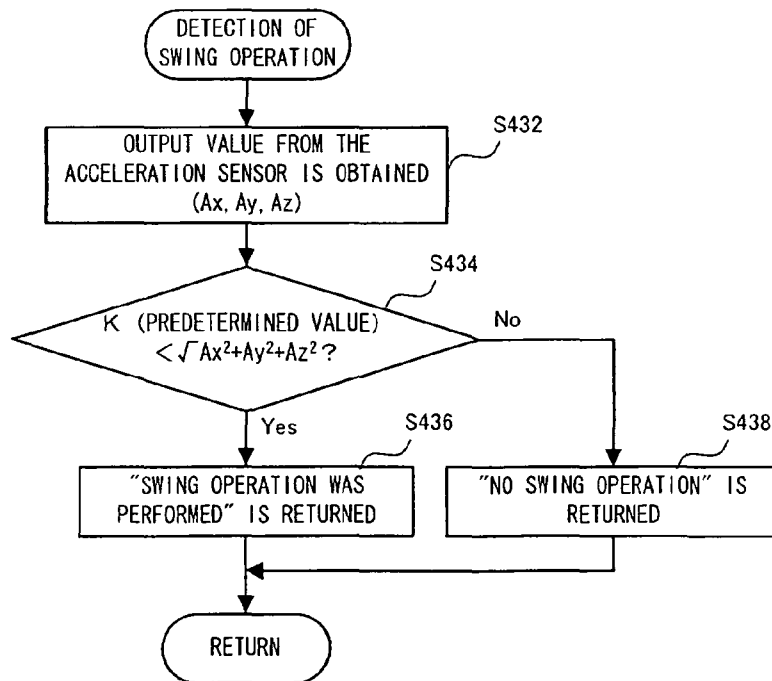 DETECTION OF
SWING OPERATION
S432
OUTPUT VALUE FROM THE
ACCELERATION SENSOR IS OBTAINED
(Ax, Ay, Az)
S434
K (PREDETERMINED VALUE)
<√Ax²+Ay²+Az²?
No
Yes
S436
S438
"SWING OPERATION WAS
PERFORMED" IS RETURNED
"NO SWING OPERATION" IS
RETURNED
RETURN